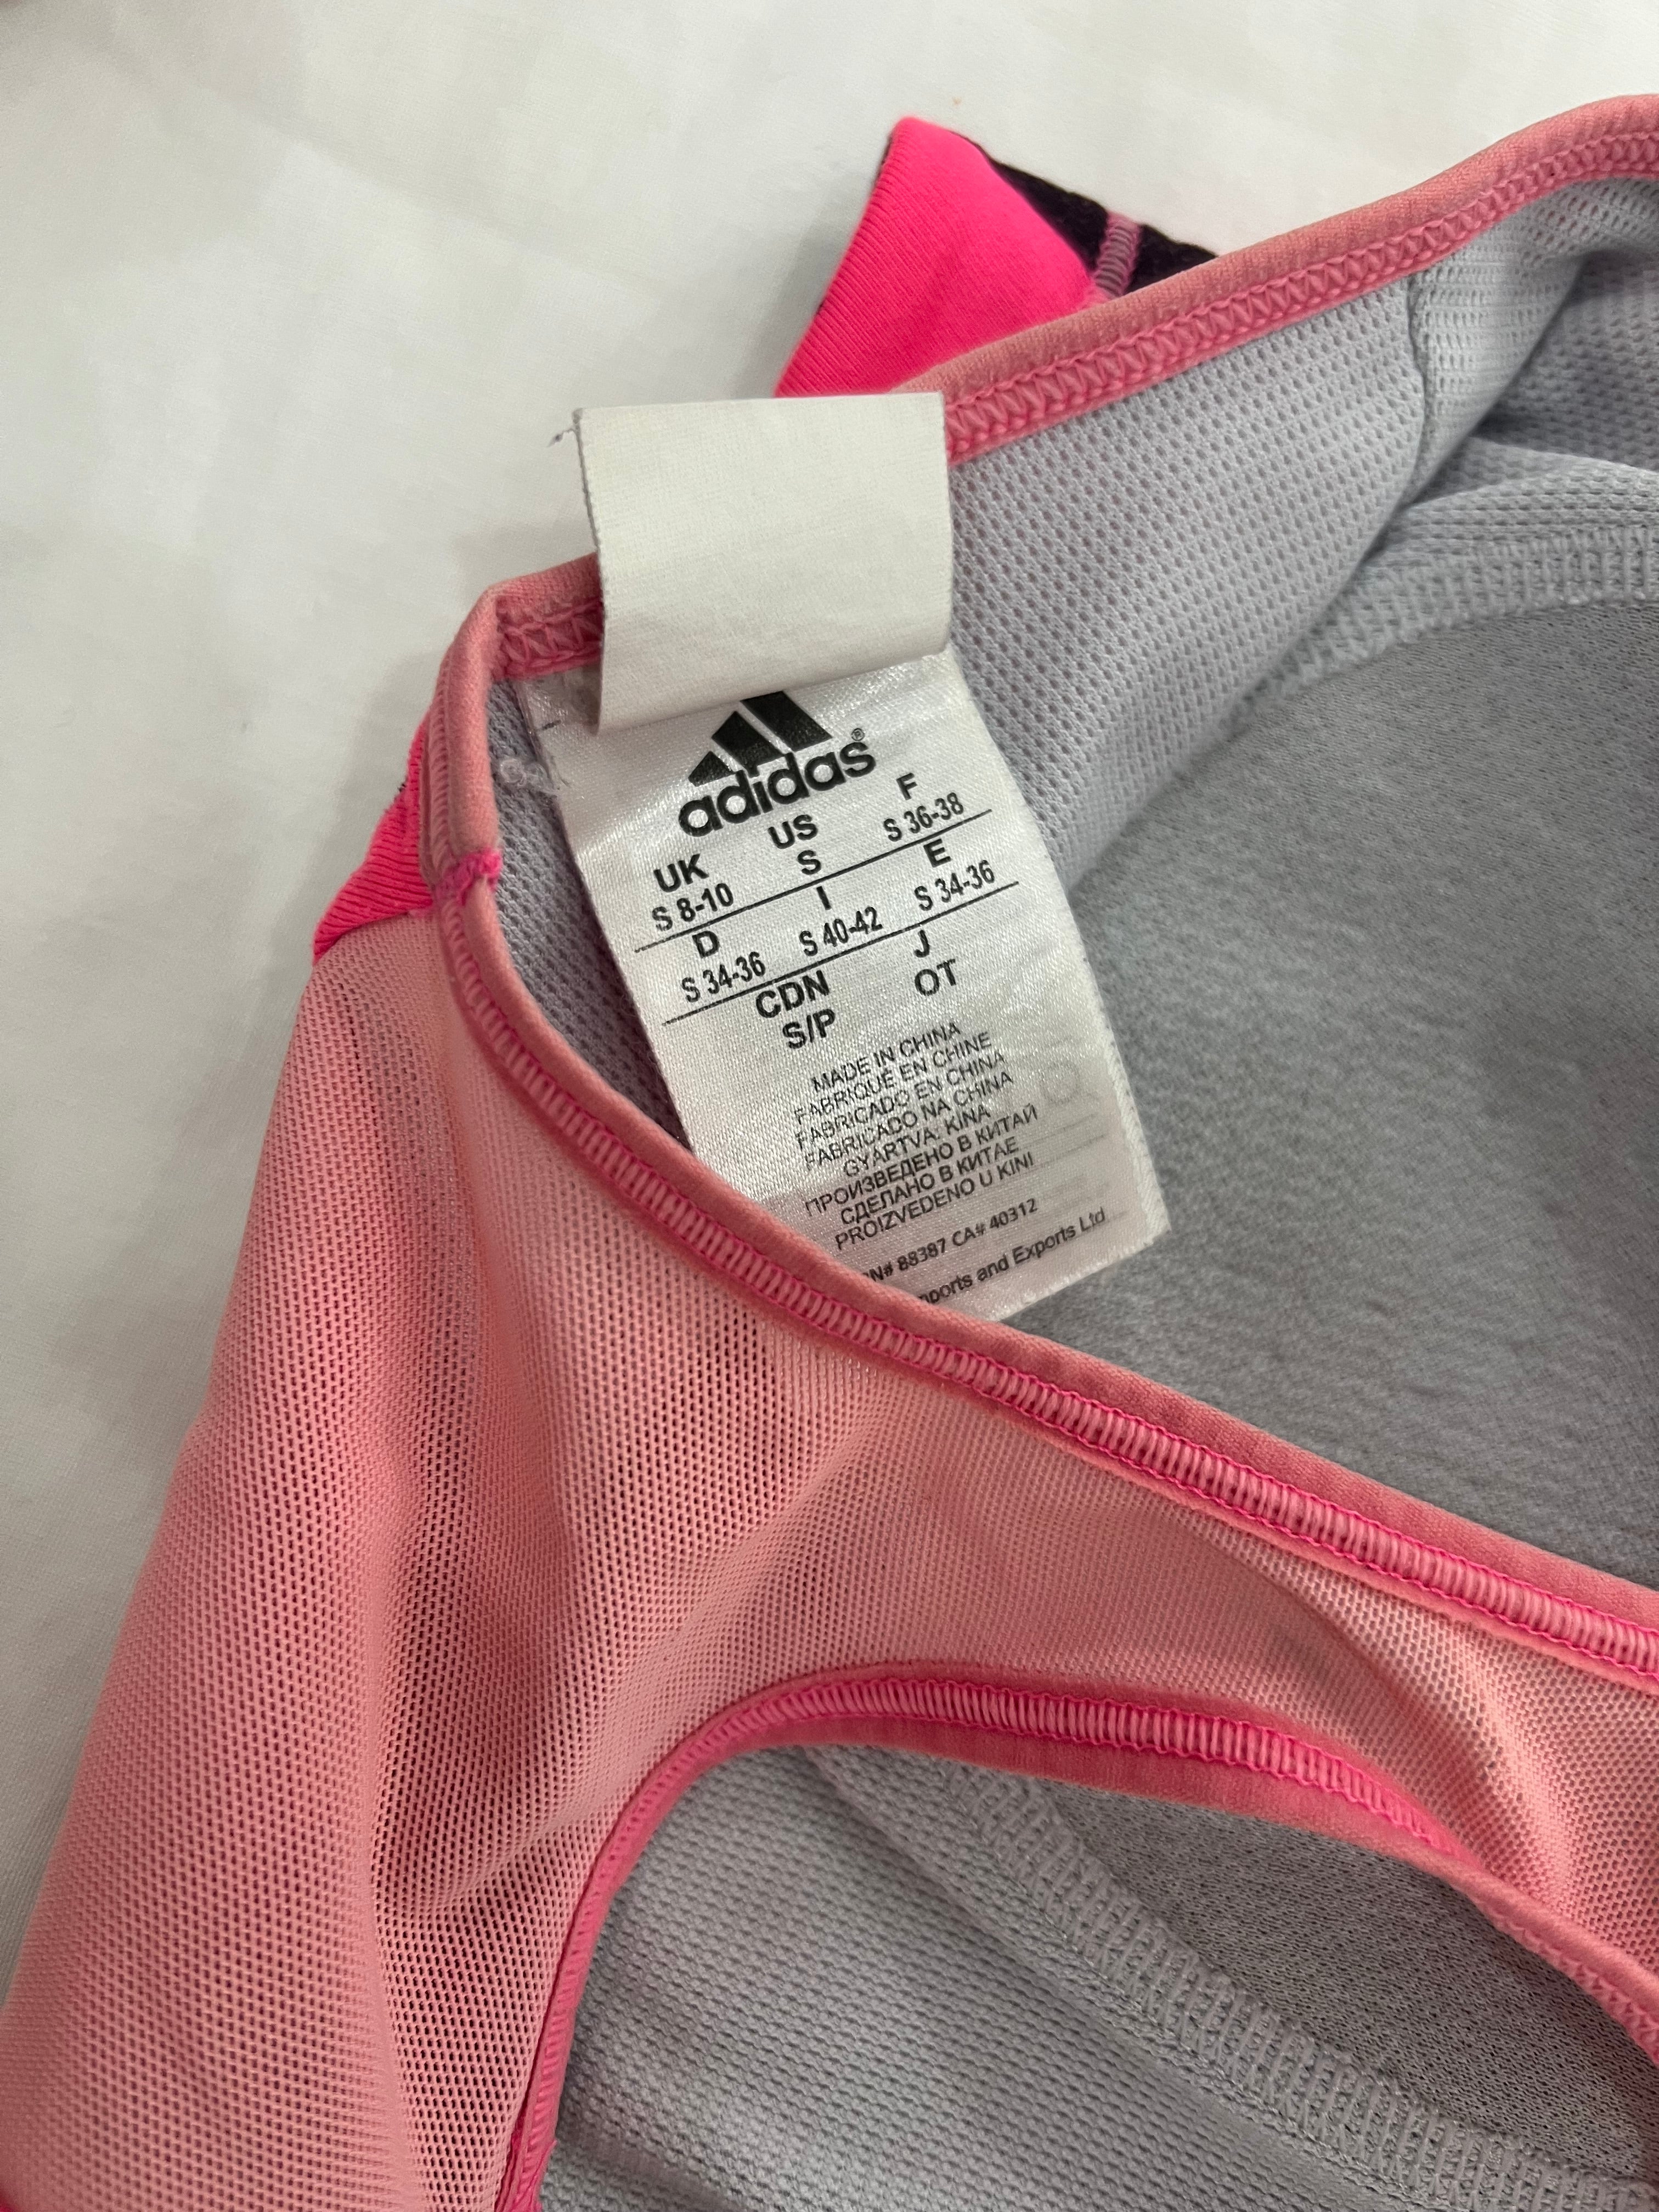 adidas®
UK US F
S 8-10 S S 36-38
D I E
S 34-36 S 40-42 S 34-36
CDN J
S/P OT
MADE IN CHINA
FABRIQUÉ EN CHINE
FABRICADO EN CHINA
FABRICADO NA CHINA
GYÁRTVA: KÍNA
ПРОИЗВЕДЕНО В КИТАЙ
СДЕЛАНО В КИТАЕ
PROIZVEDENO U KINI
N# 88387 CA# 40312
and Exports Ltd